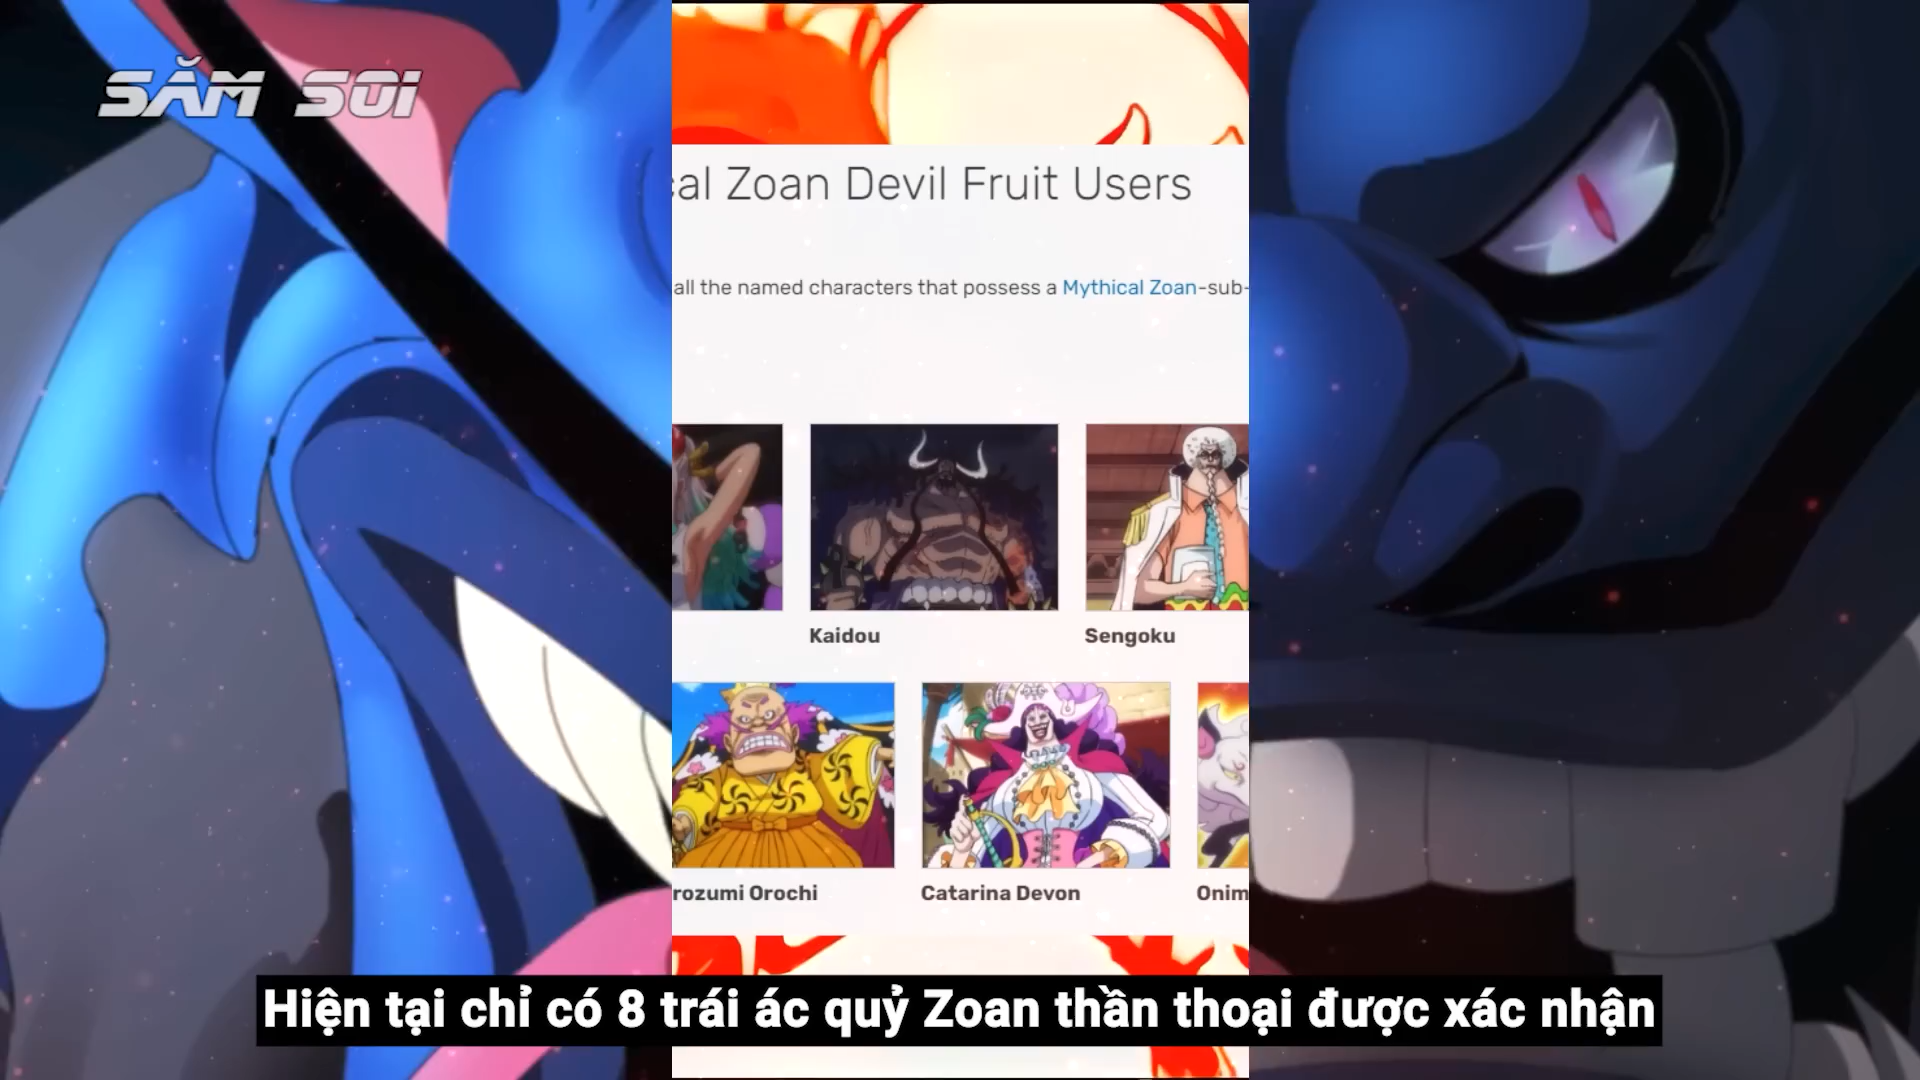 SĂM SOI
al Zoan Devil Fruit Users
all the named characters that possess a Mythical Zoan-sub-
Kaidou
Sengoku
rozumi Orochi
Catarina Devon
Onim
Hiện tại chỉ có 8 trái ác quỷ Zoan thần thoại được xác nhận